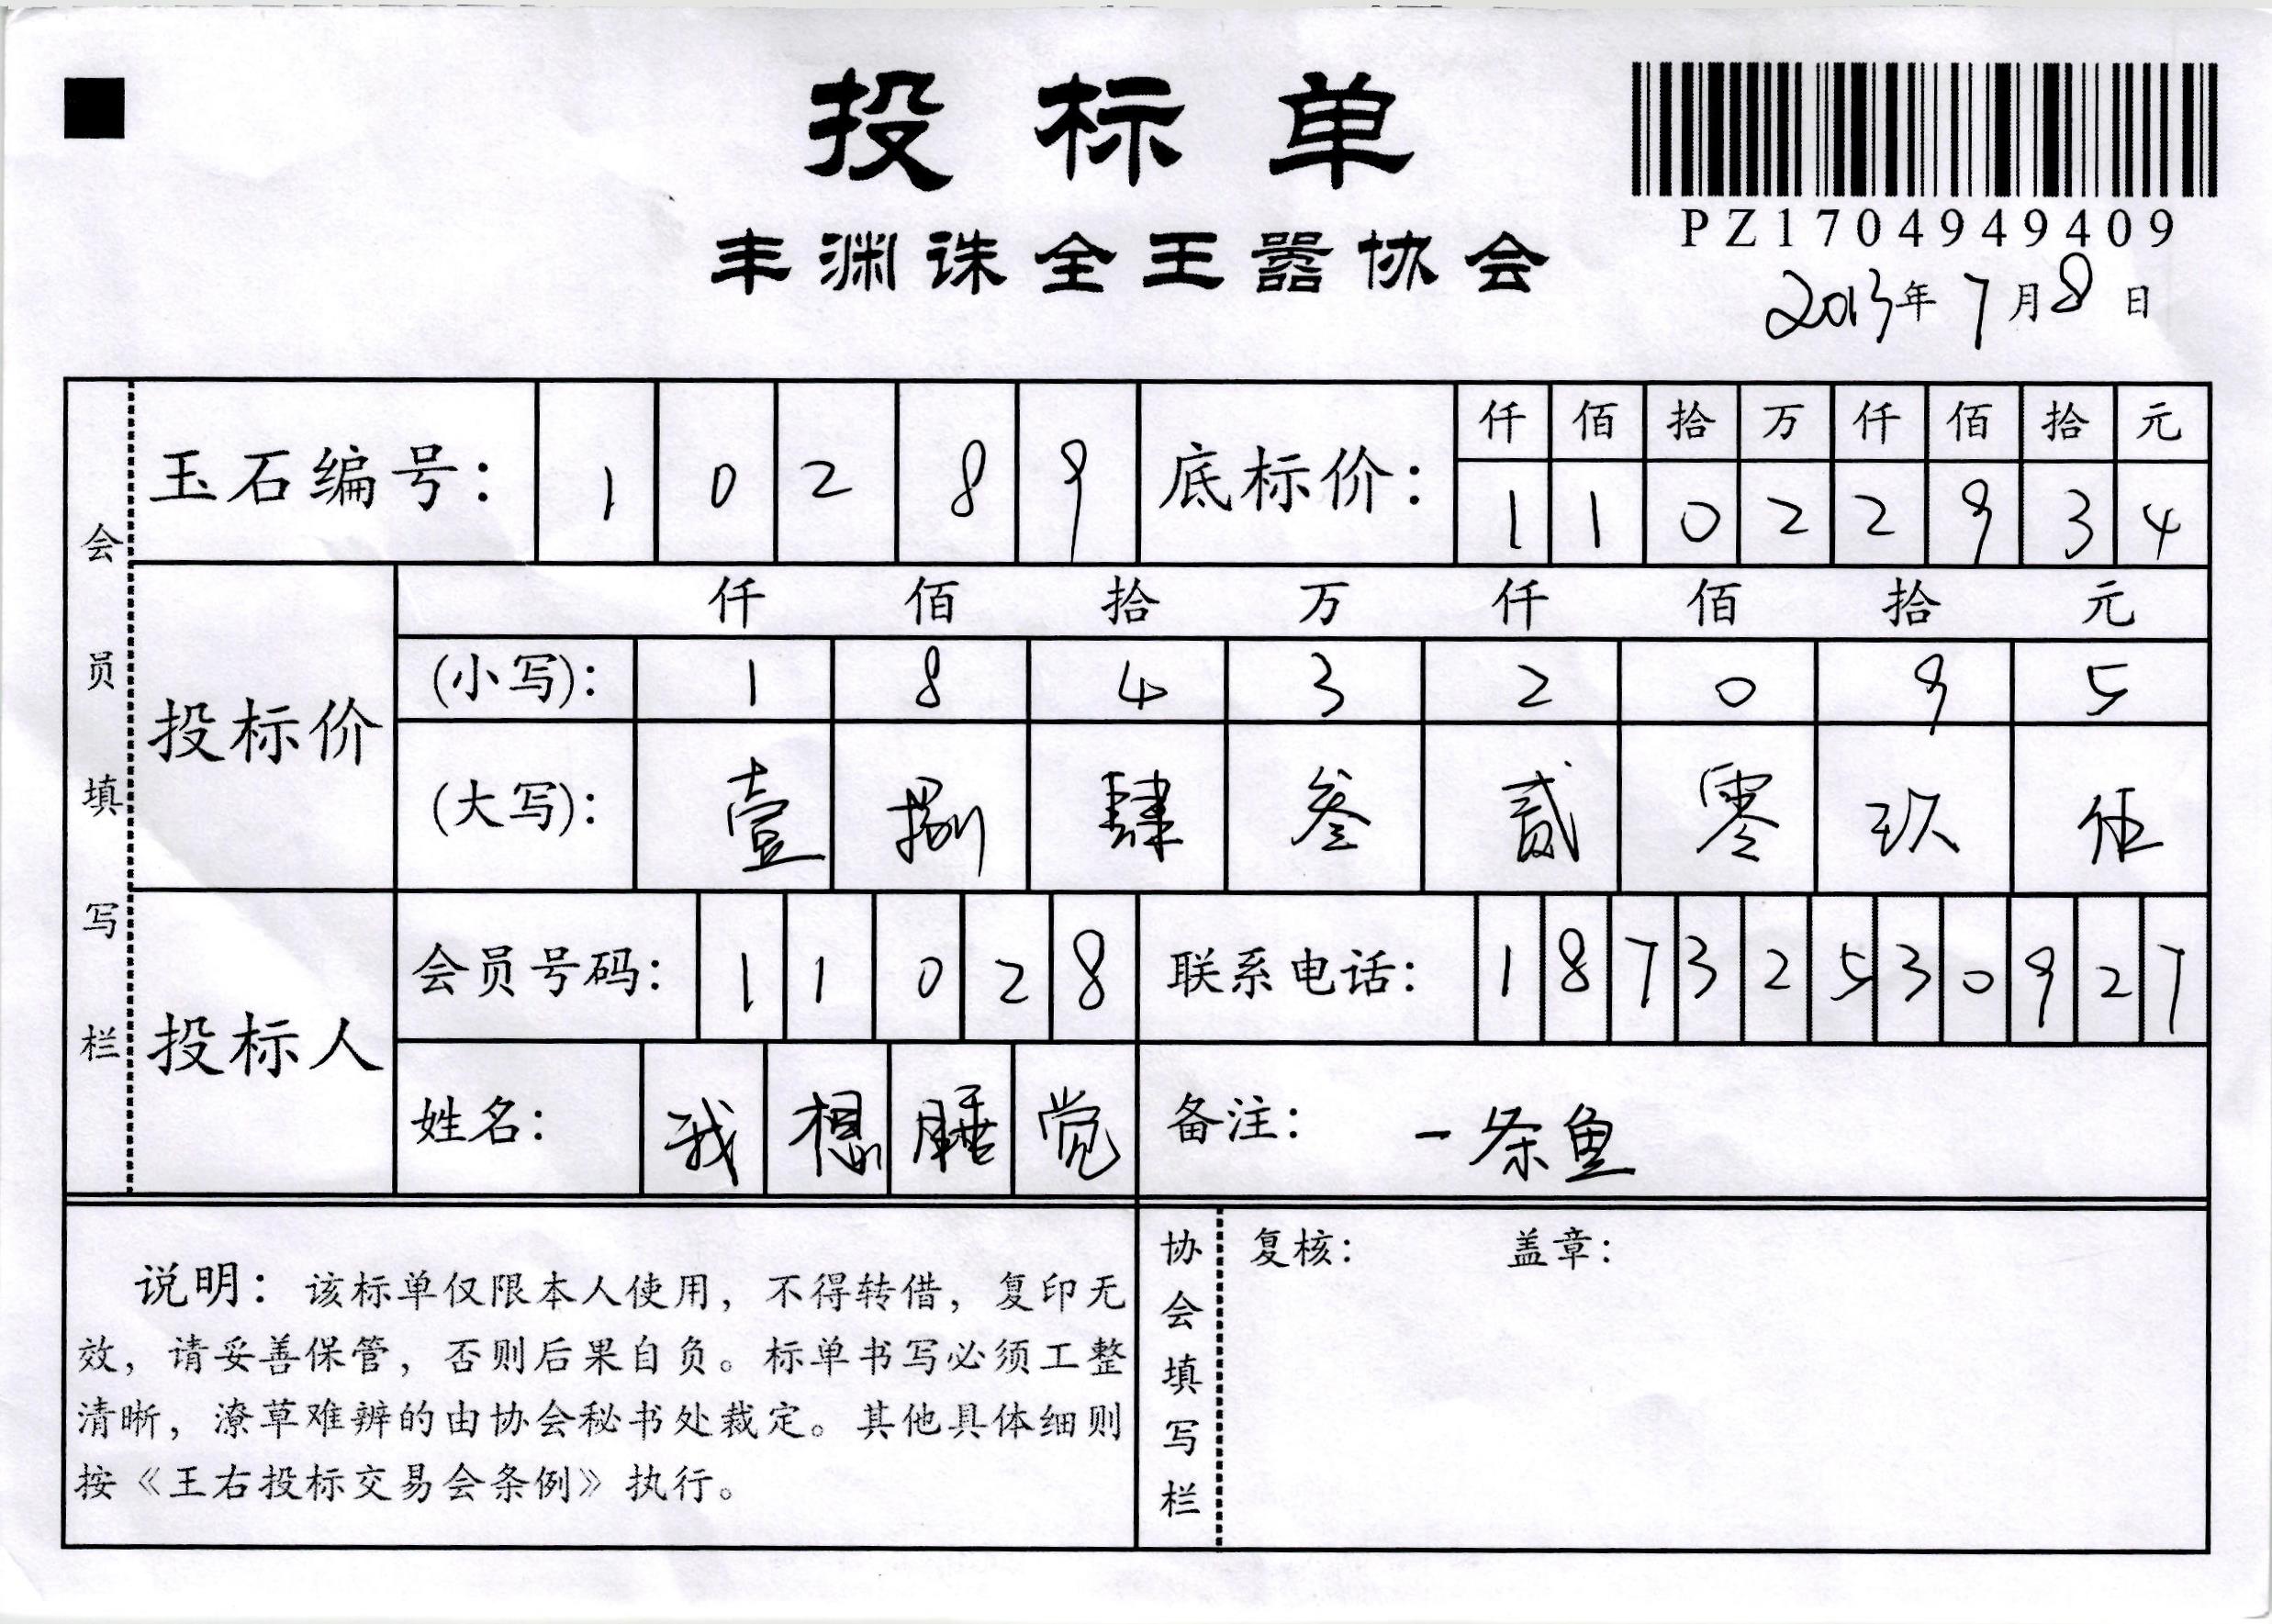 投标单
PZ1704949409
丰渊诛全王嚣协会
2013年7月8日
会员填写栏
玉石编号： 1 0 2 8 9
底标价： 仟 佰 拾 万 仟 佰 拾 元
1 1 0 2 2 9 3 4
投标价
仟 佰 拾 万 仟 佰 拾 元
(小写)： 1 8 4 3 2 0 9 5
(大写)： 壹 捌 肆 叁 贰 零 玖 伍
投标人
会员号码： 1 1 0 2 8
联系电话： 1 8 7 3 2 5 3 0 9 2 7
姓名： 我 想 睡 觉
备注： 一条鱼
说明：该标单仅限本人使用，不得转借，复印无
效，请妥善保管，否则后果自负。标单书写必须工整
清晰，潦草难辨的由协会秘书处裁定。其他具体细则
按《王右投标交易会条例》执行。
协会填写栏
复核： 盖章：